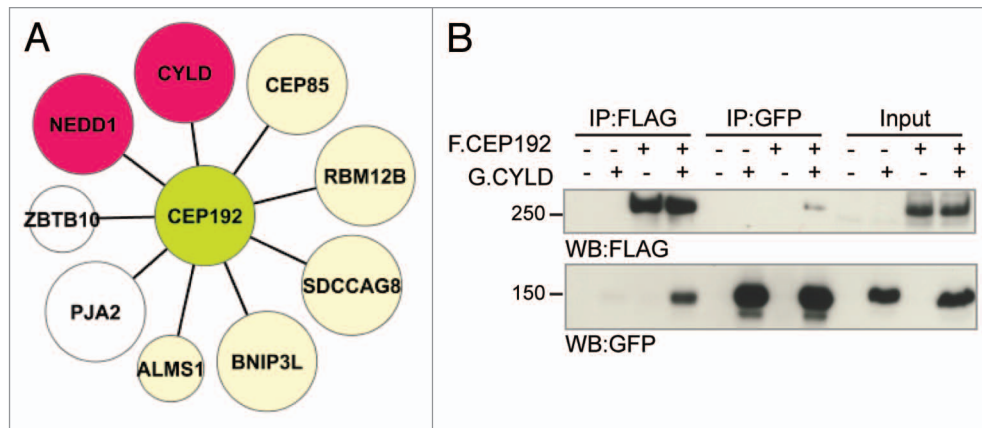 A
CYLD
CEP85
NEDD1
RBM12B
CEP192
ZBTB10
SDCCAG8
PJA2
BNIP3L
ALMS1
B
IP:FLAG IP:GFP Input
F.CEP192 - - + + - - + + - - + +
G.CYLD - + - + - + - + - + - +
250
WB:FLAG
150
WB:GFP